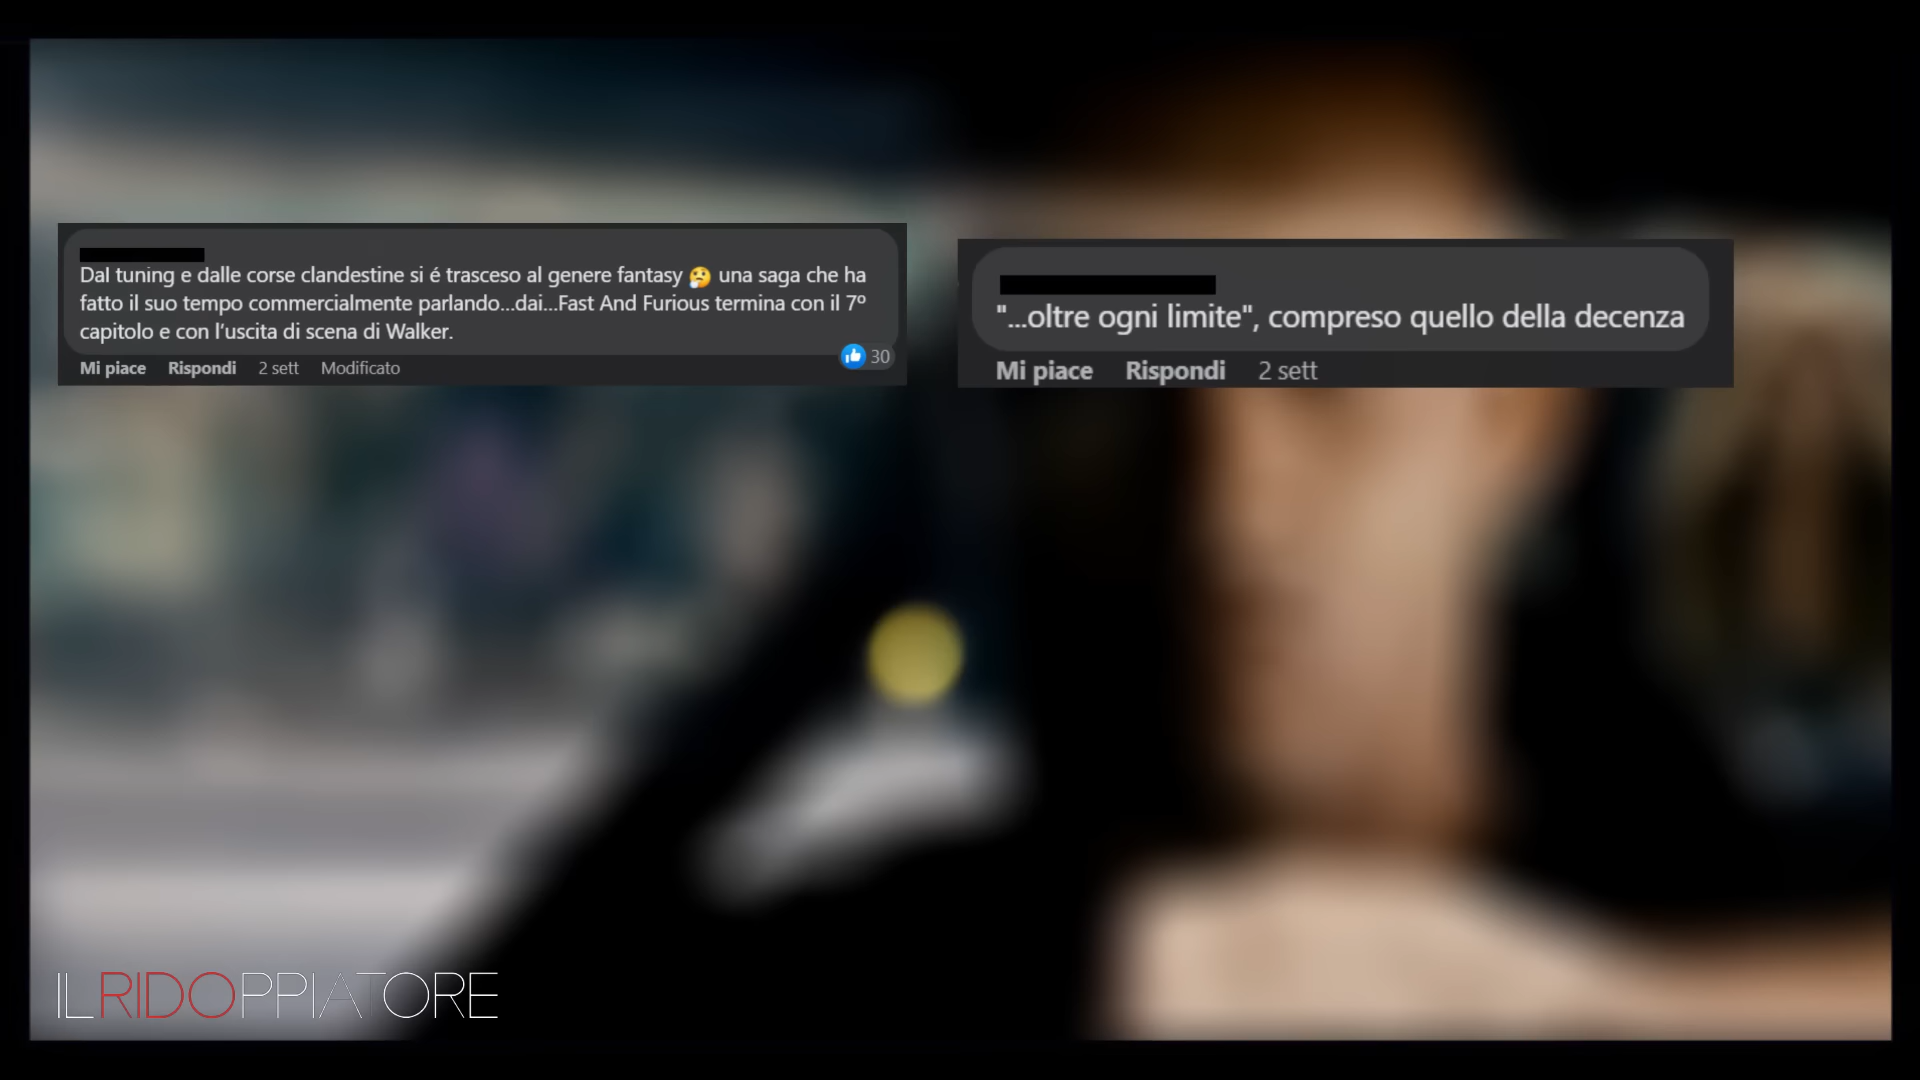 Dal tuning e dalle corse clandestine si é trasceso al genere fantasy 🤔 una saga che ha
fatto il suo tempo commercialmente parlando...dai...Fast And Furious termina con il 7º
capitolo e con l'uscita di scena di Walker.
30
Mi piace Rispondi 2 sett Modificato
"...oltre ogni limite", compreso quello della decenza
Mi piace Rispondi 2 sett
ILRIDOPPIATORE